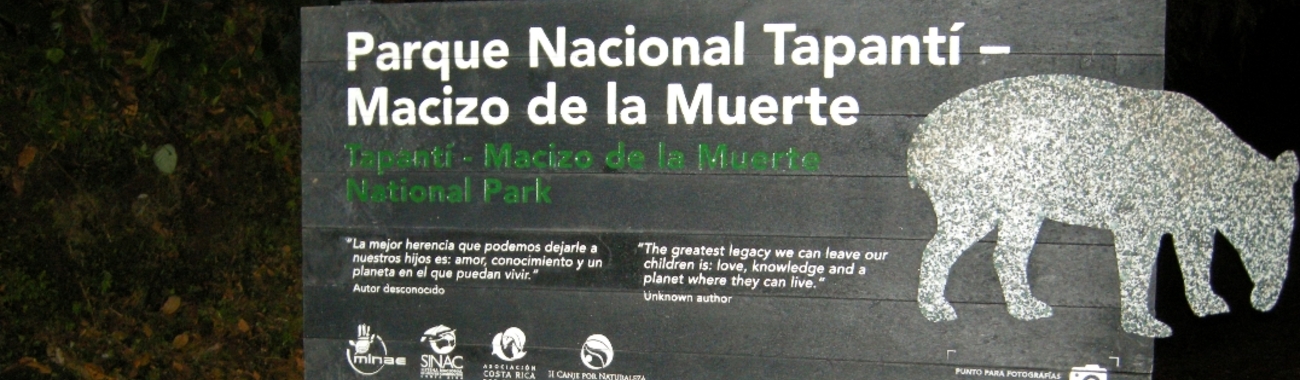 Parque Nacional Tapantí –
Macizo de la Muerte
Tapantí - Macizo de la Muerte
National Park
"La mejor herencia que podemos dejarle a
nuestros hijos es: amor, conocimiento y un
planeta en el que puedan vivir."
Autor desconocido
"The greatest legacy we can leave our
children is: love, knowledge and a
planet where they can live."
Unknown author
minae
SINAC
ASOCIACIÓN
COSTA RICA
II CANJE POR NATURALEZA
PUNTO PARA FOTOGRAFÍAS